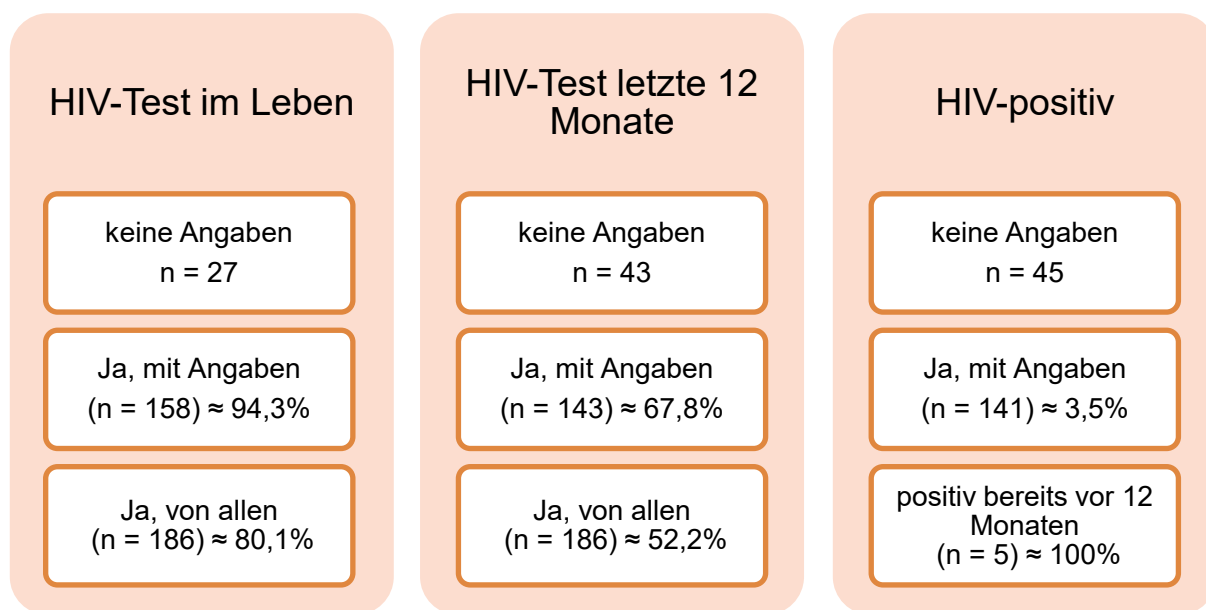 HIV-Test im Leben
keine Angaben
n = 27
Ja, mit Angaben
(n = 158) ≈ 94,3%
Ja, von allen
(n = 186) ≈ 80,1%
HIV-Test letzte 12
Monate
keine Angaben
n = 43
Ja, mit Angaben
(n = 143) ≈ 67,8%
Ja, von allen
(n = 186) ≈ 52,2%
HIV-positiv
keine Angaben
n = 45
Ja, mit Angaben
(n = 141) ≈ 3,5%
positiv bereits vor 12
Monaten
(n = 5) ≈ 100%